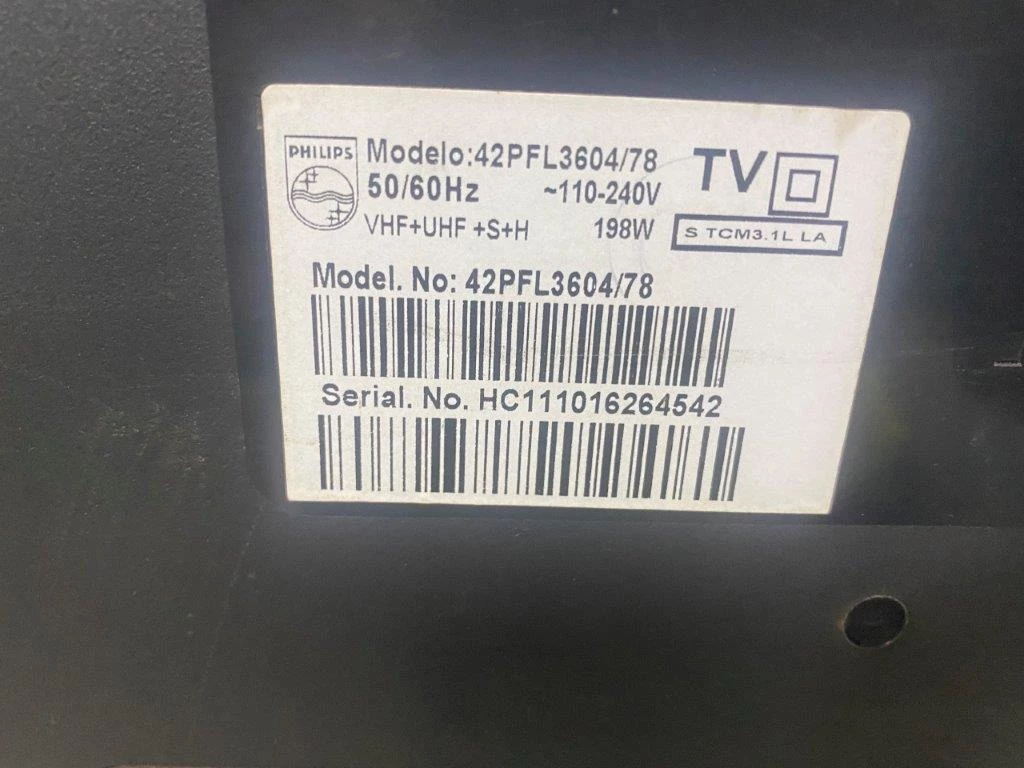 PHILIPS
Modelo:42PFL3604/78
50/60Hz ~110-240V
VHF+UHF +S+H 198W
TV
S TCM3.1L LA
Model. No: 42PFL3604/78
Serial. No. HC111016264542